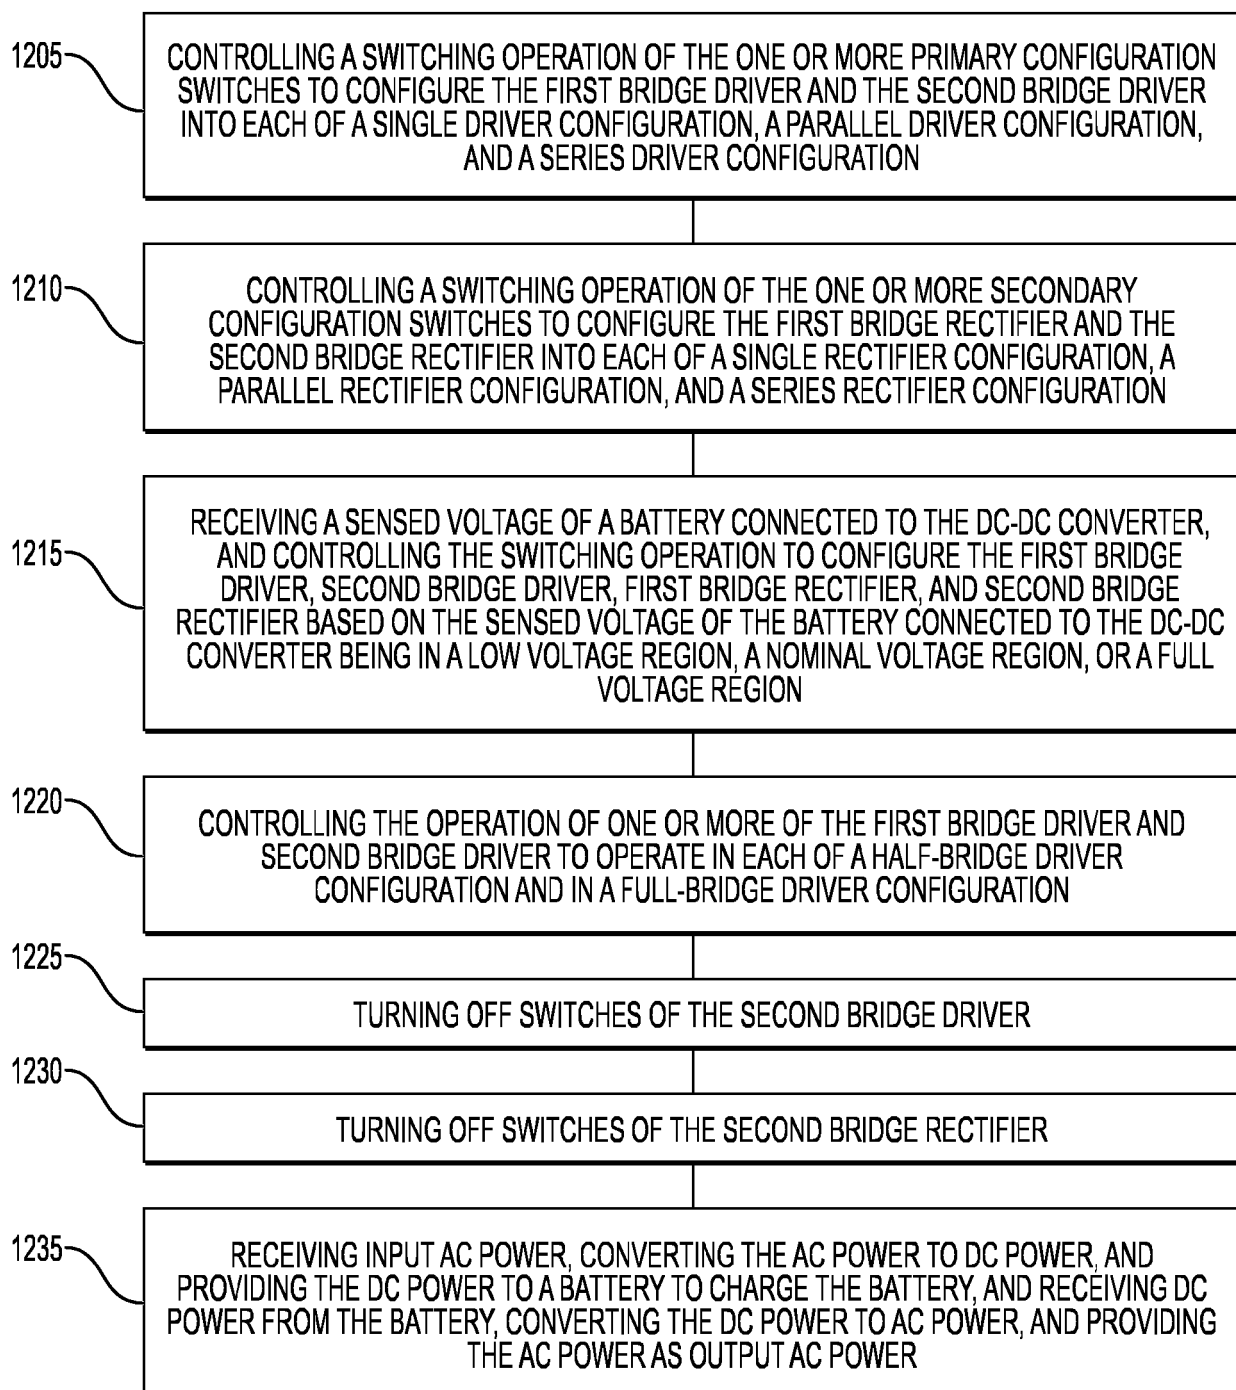 1205
CONTROLLING A SWITCHING OPERATION OF THE ONE OR MORE PRIMARY CONFIGURATION
SWITCHES TO CONFIGURE THE FIRST BRIDGE DRIVER AND THE SECOND BRIDGE DRIVER
INTO EACH OF A SINGLE DRIVER CONFIGURATION, A PARALLEL DRIVER CONFIGURATION,
AND A SERIES DRIVER CONFIGURATION
1210
CONTROLLING A SWITCHING OPERATION OF THE ONE OR MORE SECONDARY
CONFIGURATION SWITCHES TO CONFIGURE THE FIRST BRIDGE RECTIFIER AND THE
SECOND BRIDGE RECTIFIER INTO EACH OF A SINGLE RECTIFIER CONFIGURATION, A
PARALLEL RECTIFIER CONFIGURATION, AND A SERIES RECTIFIER CONFIGURATION
1215
RECEIVING A SENSED VOLTAGE OF A BATTERY CONNECTED TO THE DC-DC CONVERTER,
AND CONTROLLING THE SWITCHING OPERATION TO CONFIGURE THE FIRST BRIDGE
DRIVER, SECOND BRIDGE DRIVER, FIRST BRIDGE RECTIFIER, AND SECOND BRIDGE
RECTIFIER BASED ON THE SENSED VOLTAGE OF THE BATTERY CONNECTED TO THE DC-DC
CONVERTER BEING IN A LOW VOLTAGE REGION, A NOMINAL VOLTAGE REGION, OR A FULL
VOLTAGE REGION
1220
CONTROLLING THE OPERATION OF ONE OR MORE OF THE FIRST BRIDGE DRIVER AND
SECOND BRIDGE DRIVER TO OPERATE IN EACH OF A HALF-BRIDGE DRIVER
CONFIGURATION AND IN A FULL-BRIDGE DRIVER CONFIGURATION
1225
TURNING OFF SWITCHES OF THE SECOND BRIDGE DRIVER
1230
TURNING OFF SWITCHES OF THE SECOND BRIDGE RECTIFIER
1235
RECEIVING INPUT AC POWER, CONVERTING THE AC POWER TO DC POWER, AND
PROVIDING THE DC POWER TO A BATTERY TO CHARGE THE BATTERY, AND RECEIVING DC
POWER FROM THE BATTERY, CONVERTING THE DC POWER TO AC POWER, AND PROVIDING
THE AC POWER AS OUTPUT AC POWER